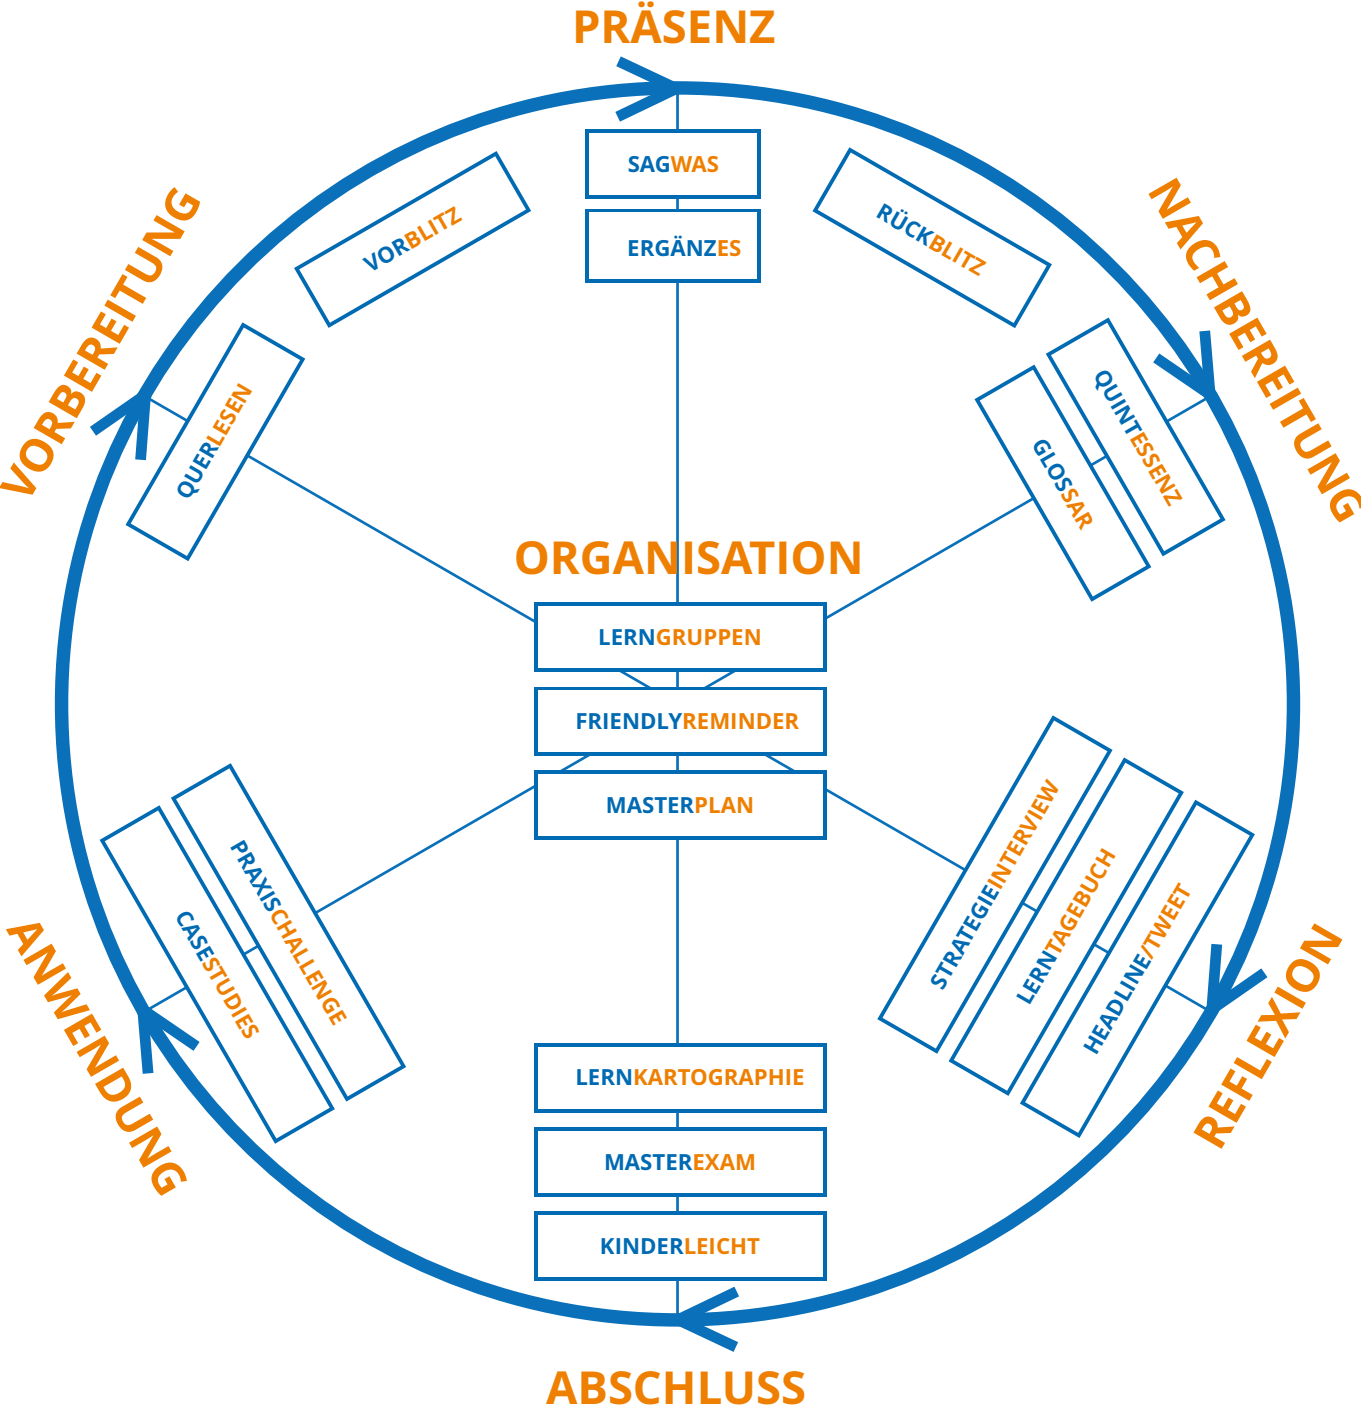 PRÄSENZ
SAGWAS
ERGÄNZES
VORBLITZ
RÜCKBLITZ
VORBEREITUNG
QUERLESEN
NACHBEREITUNG
QUINTESSENZ
GLOSSAR
ORGANISATION
LERNGRUPPEN
FRIENDLYREMINDER
MASTERPLAN
ANWENDUNG
CASESTUDIES
PRAXISCHALLENGE
STRATEGIEINTERVIEW
LERNTAGEBUCH
HEADLINE/TWEET
REFLEXION
LERNKARTOGRAPHIE
MASTEREXAM
KINDERLEICHT
ABSCHLUSS